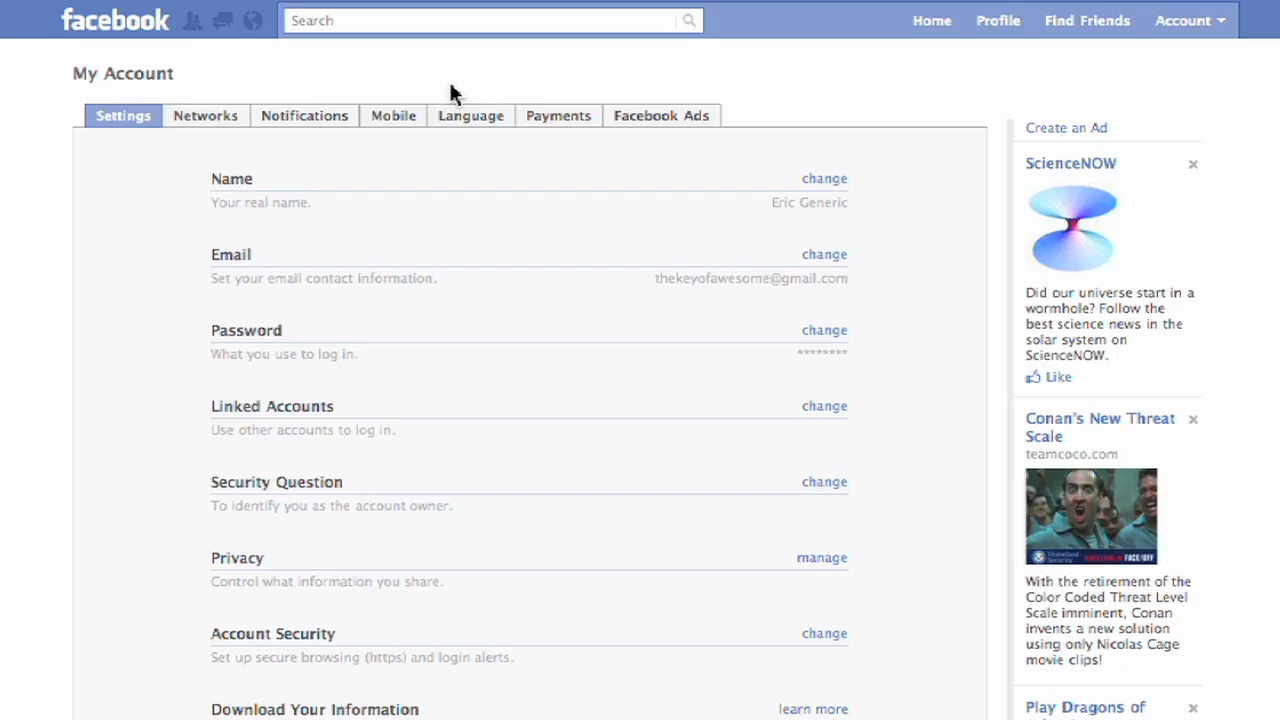 facebook
Search
Home Profile Find Friends Account
My Account
Settings Networks Notifications Mobile Language Payments Facebook Ads
Name change
Your real name. Eric Generic
Email change
Set your email contact information. thekeyofawesome@gmail.com
Password change
What you use to log in. ********
Linked Accounts change
Use other accounts to log in.
Security Question change
To identify you as the account owner.
Privacy manage
Control what information you share.
Account Security change
Set up secure browsing (https) and login alerts.
Download Your Information learn more
Create an Ad
ScienceNOW
Did our universe start in a
wormhole? Follow the
best science news in the
solar system on
ScienceNOW.
Like
Conan's New Threat
Scale
teamcoco.com
Homeland
Security
FACE/OFF
With the retirement of the
Color Coded Threat Level
Scale imminent, Conan
invents a new solution
using only Nicolas Cage
movie clips!
Play Dragons of